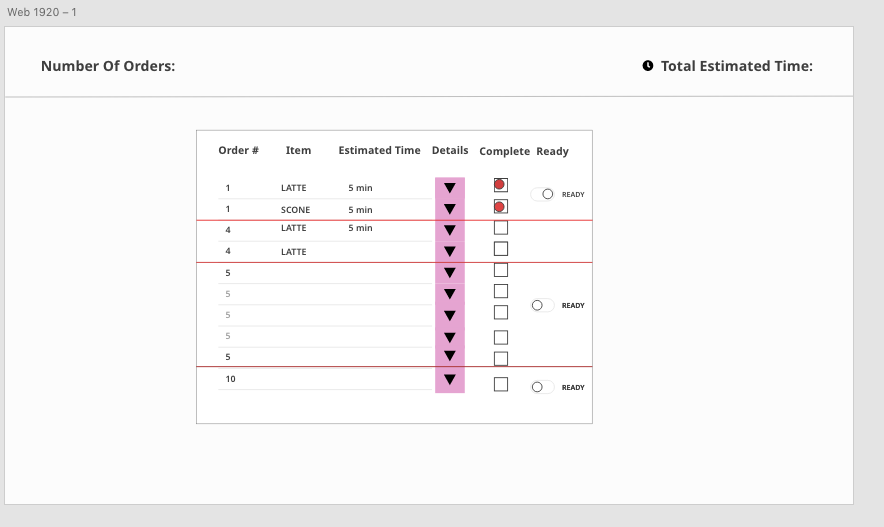 Web 1920 – 1
Number Of Orders:
Total Estimated Time:
Order # Item Estimated Time Details Complete Ready
1 LATTE 5 min READY
1 SCONE 5 min
4 LATTE 5 min
4 LATTE
5
5
5 READY
5
5
10 READY